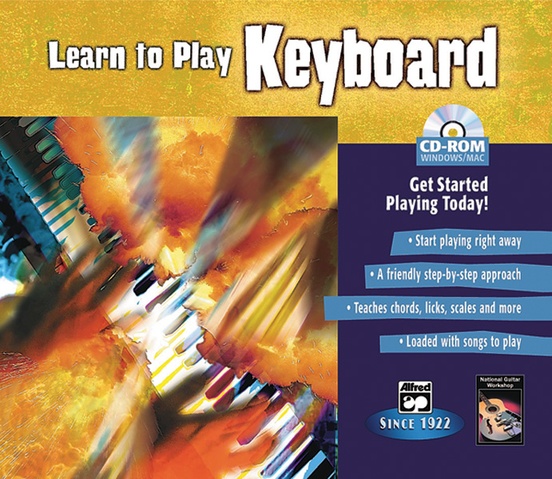 Learn to Play Keyboard
CD-ROM
WINDOWS/MAC
Get Started
Playing Today!
• Start playing right away
• A friendly step-by-step approach
• Teaches chords, licks, scales and more
• Loaded with songs to play
Alfred
SINCE 1922
National Guitar
Workshop